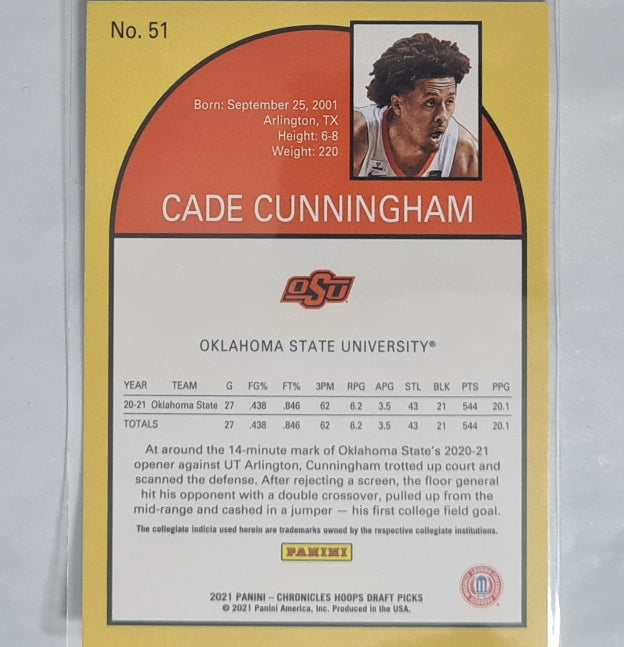 No. 51
Born: September 25, 2001
Arlington, TX
Height: 6-8
Weight: 220
CADE CUNNINGHAM
OSU
OKLAHOMA STATE UNIVERSITY®
YEAR TEAM G FG% FT% 3PM RPG APG STL BLK PTS PPG
20-21 Oklahoma State 27 .438 .846 62 6.2 3.5 43 21 544 20.1
TOTALS 27 .438 .846 62 6.2 3.5 43 21 544 20.1
At around the 14-minute mark of Oklahoma State's 2020-21
opener against UT Arlington, Cunningham trotted up court and
scanned the defense. After rejecting a screen, the floor general
hit his opponent with a double crossover, pulled up from the
mid-range and cashed in a jumper — his first college field goal.
The collegiate indicia used herein are trademarks owned by the respective collegiate institutions.
PANINI
2021 PANINI – CHRONICLES HOOPS DRAFT PICKS
© 2021 Panini America, Inc. Produced in the USA.